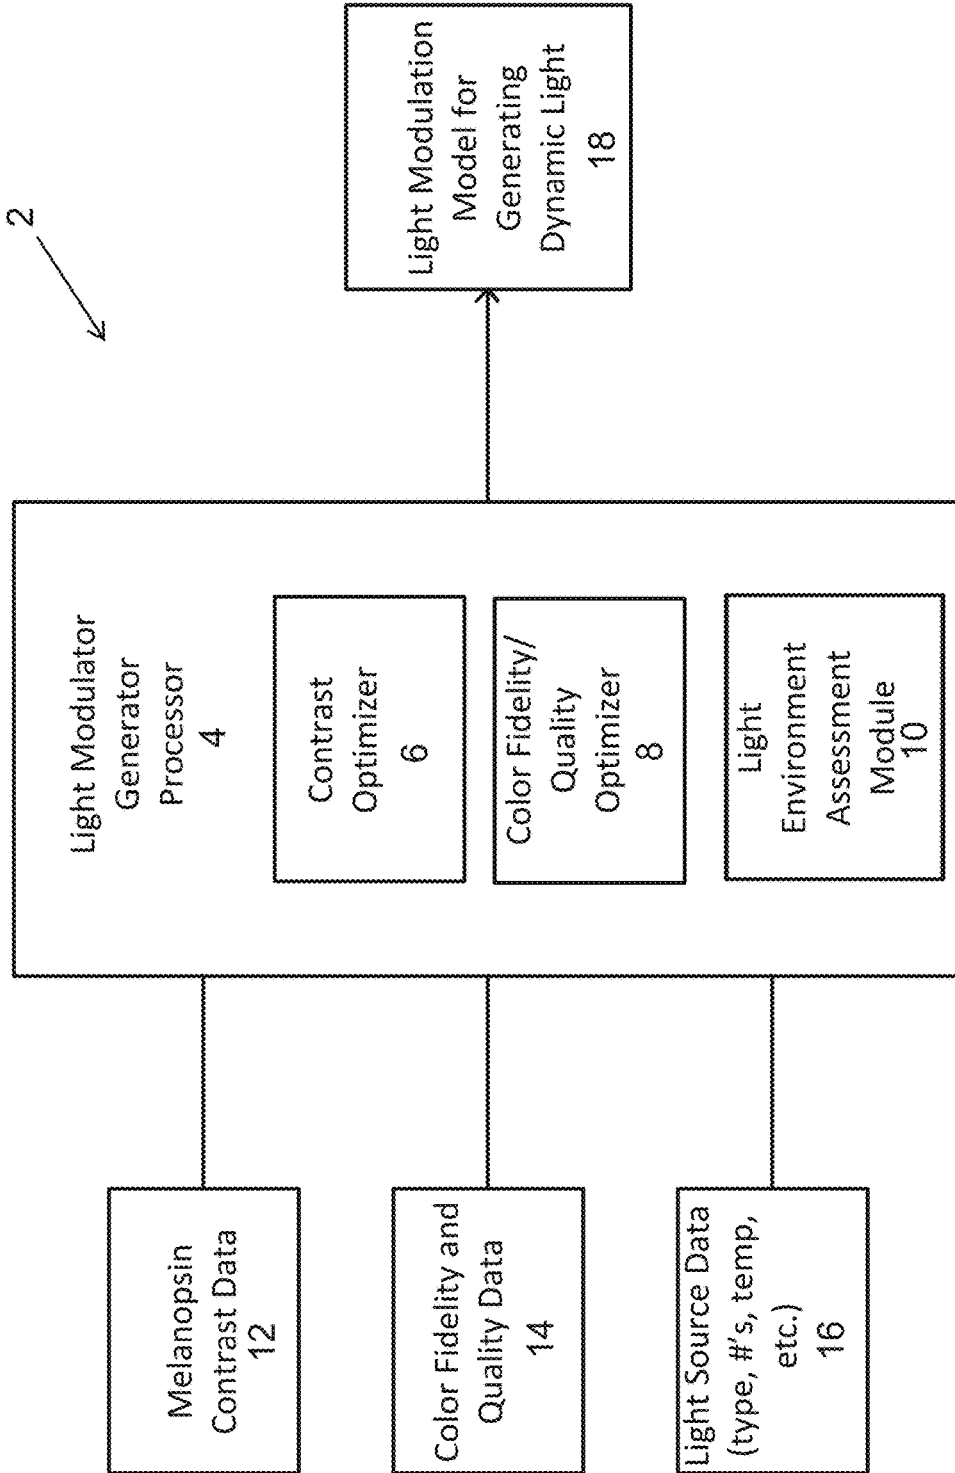 2
Melanopsin
Contrast Data
12
Color Fidelity and
Quality Data
14
Light Source Data
(type, #'s, temp,
etc.)
16
Light Modulator
Generator
Processor
4
Contrast
Optimizer
6
Color Fidelity/
Quality
Optimizer
8
Light
Environment
Assessment
Module
10
Light Modulation
Model for
Generating
Dynamic Light
18